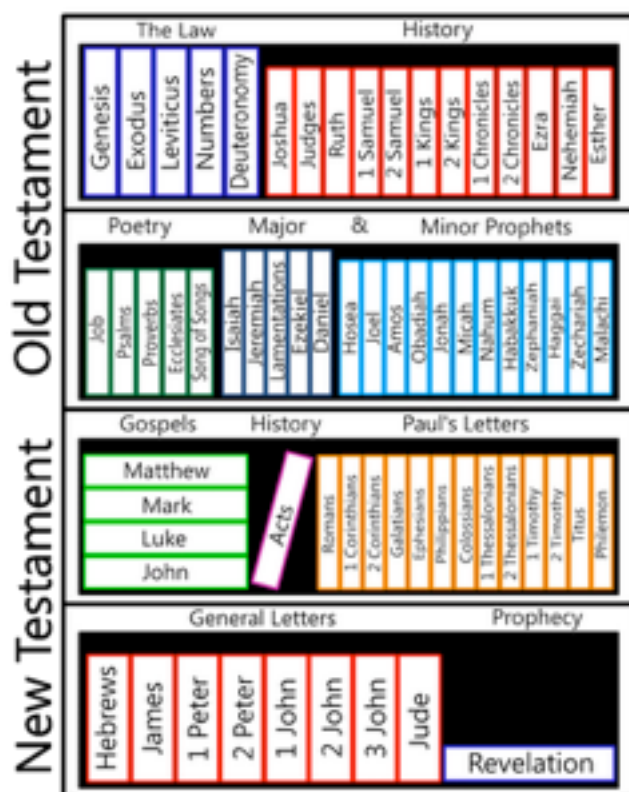 Old Testament
The Law
History
Genesis
Exodus
Leviticus
Numbers
Deuteronomy
Joshua
Judges
Ruth
1 Samuel
2 Samuel
1 Kings
2 Kings
1 Chronicles
2 Chronicles
Ezra
Nehemiah
Esther
Poetry
Major & Minor Prophets
Job
Psalms
Proverbs
Ecclesiates
Song of Songs
Isaiah
Jeremiah
Lamentations
Ezekiel
Daniel
Hosea
Joel
Amos
Obadiah
Jonah
Micah
Nahum
Habakkuk
Zephaniah
Haggai
Zechariah
Malachi
New Testament
Gospels
History
Paul's Letters
Matthew
Mark
Luke
John
Acts
Romans
1 Corinthians
2 Corinthians
Galatians
Ephesians
Philippians
Colossians
1 Thessalonians
2 Thessalonians
1 Timothy
2 Timothy
Titus
Philemon
General Letters
Prophecy
Hebrews
James
1 Peter
2 Peter
1 John
2 John
3 John
Jude
Revelation